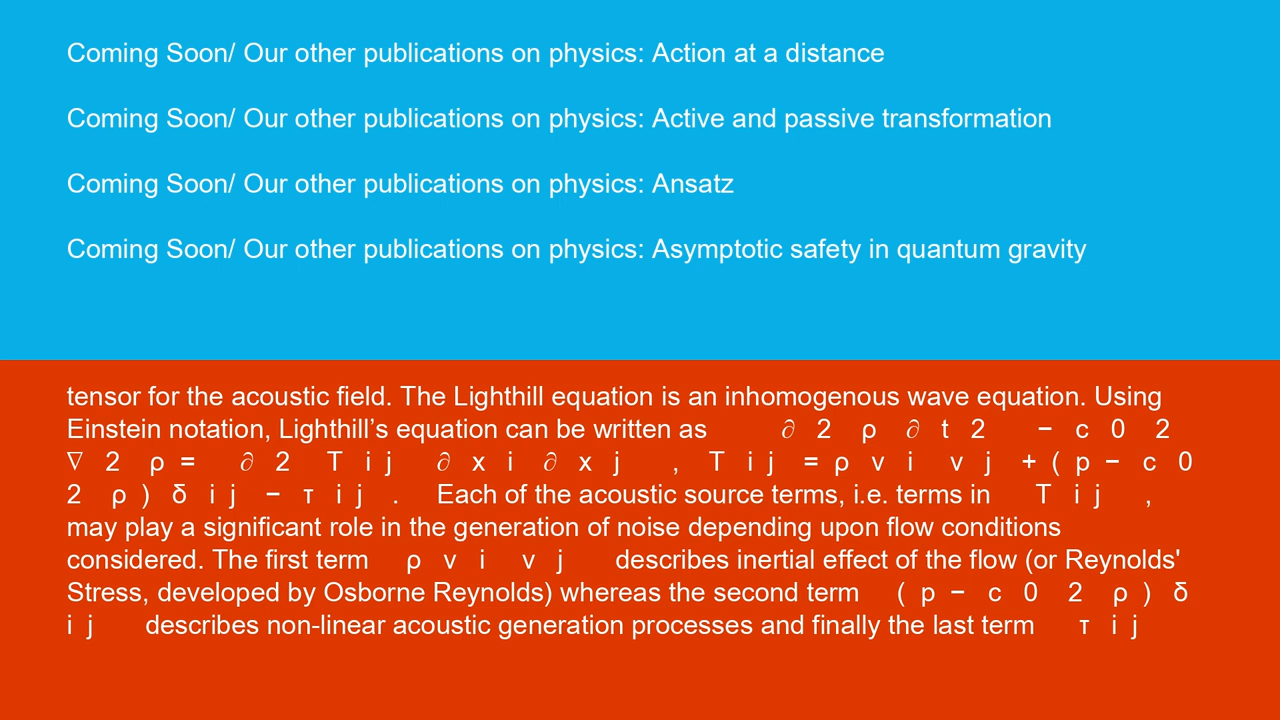 Coming Soon/ Our other publications on physics: Action at a distance
Coming Soon/ Our other publications on physics: Active and passive transformation
Coming Soon/ Our other publications on physics: Ansatz
Coming Soon/ Our other publications on physics: Asymptotic safety in quantum gravity
tensor for the acoustic field. The Lighthill equation is an inhomogenous wave equation. Using
Einstein notation, Lighthill’s equation can be written as ∂ 2 ρ ∂ t 2 − c 0 2
∇ 2 ρ = ∂ 2 T i j ∂ x i ∂ x j , T i j = ρ v i v j + ( p − c 0
2 ρ ) δ i j − τ i j . Each of the acoustic source terms, i.e. terms in T i j ,
may play a significant role in the generation of noise depending upon flow conditions
considered. The first term ρ v i v j describes inertial effect of the flow (or Reynolds'
Stress, developed by Osborne Reynolds) whereas the second term ( p − c 0 2 ρ ) δ
i j describes non-linear acoustic generation processes and finally the last term τ i j